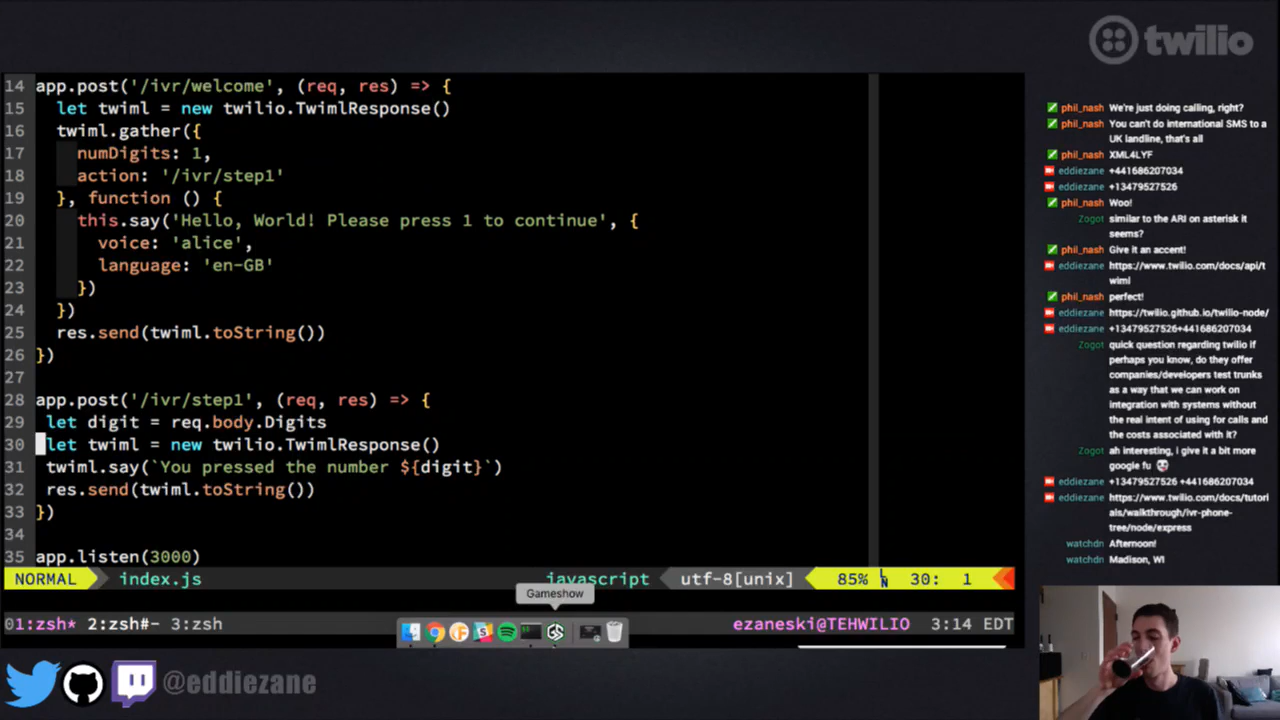 twilio
14 app.post('/ivr/welcome', (req, res) => {
15 let twiml = new twilio.TwimlResponse()
16 twiml.gather({
17 numDigits: 1,
18 action: '/ivr/step1'
19 }, function () {
20 this.say('Hello, World! Please press 1 to continue', {
21 voice: 'alice',
22 language: 'en-GB'
23 })
24 })
25 res.send(twiml.toString())
26 })
27
28 app.post('/ivr/step1', (req, res) => {
29 let digit = req.body.Digits
30 let twiml = new twilio.TwimlResponse()
31 twiml.say(`You pressed the number ${digit}`)
32 res.send(twiml.toString())
33 })
34
35 app.listen(3000)
NORMAL index.js javascript utf-8[unix] 85% 30: 1
Gameshow
01:zsh* 2:zsh#- 3:zsh ezaneski@TEHWILIO 3:14 EDT
@eddiezane
phil_nash We're just doing calling, right?
phil_nash You can't do international SMS to a
UK landline, that's all
phil_nash XML4LYF
eddiezane +441686207034
eddiezane +13479527526
phil_nash Woo!
Zogot similar to the ARI on asterisk it
seems?
phil_nash Give it an accent!
eddiezane https://www.twilio.com/docs/api/t
wiml
phil_nash perfect!
eddiezane https://twilio.github.io/twilio-node/
eddiezane +13479527526+441686207034
Zogot quick question regarding twilio if
perhaps you know, do they offer
companies/developers test trunks
as a way that we can work on
integration with systems without
the real intent of using for calls and
the costs associated with it?
Zogot ah interesting, i give it a bit more
google fu
eddiezane +13479527526 +441686207034
eddiezane https://www.twilio.com/docs/tutori
als/walkthrough/ivr-phone-
tree/node/express
watchdn Afternoon!
watchdn Madison, WI